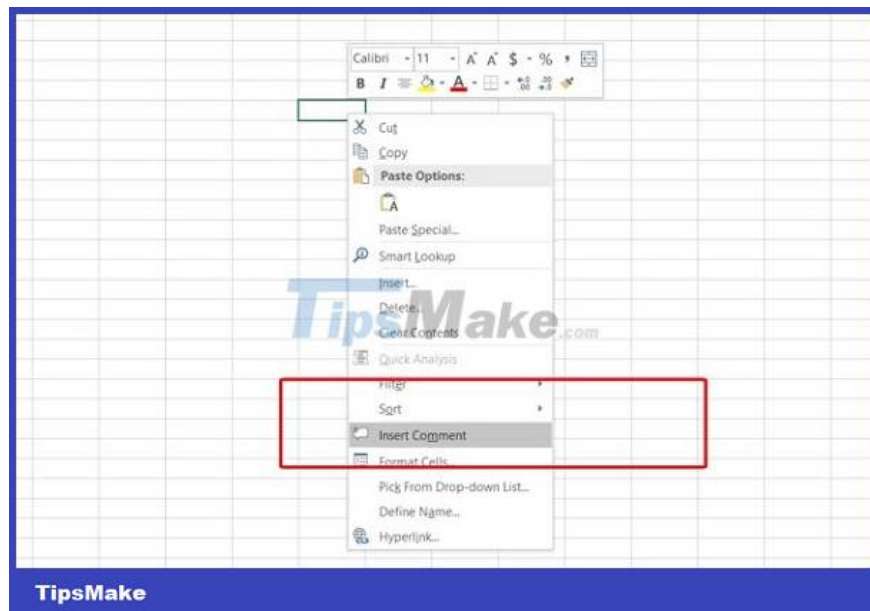 Calibri 11 A A $ % ,
B I A
Cut
Copy
Paste Options:
Paste Special...
Smart Lookup
Insert...
Delete...
Clear Contents
TipsMake.com
Quick Analysis
Filter
Sort
Insert Comment
Format Cells...
Pick From Drop-down List...
Define Name...
Hyperlink...
TipsMake